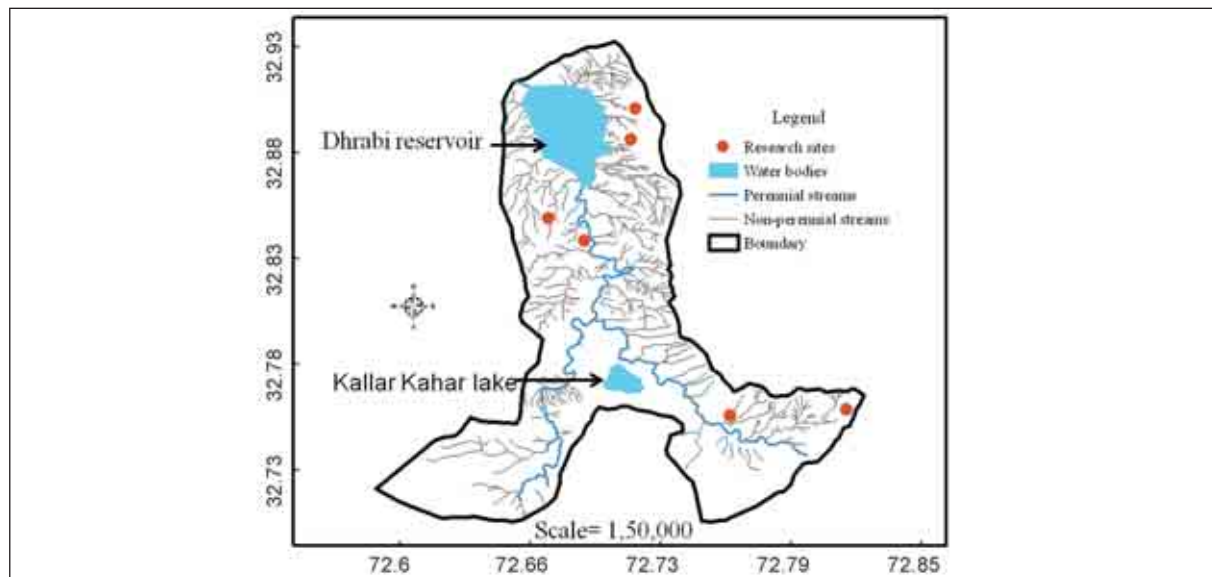 32.93
32.88
32.83
32.78
32.73
Dhrabi reservoir
Kallar Kahar lake
Legend
Research sites
Water bodies
Perennial streams
Non-perennial streams
Boundary
Scale= 1,50,000
72.6 72.66 72.73 72.79 72.85